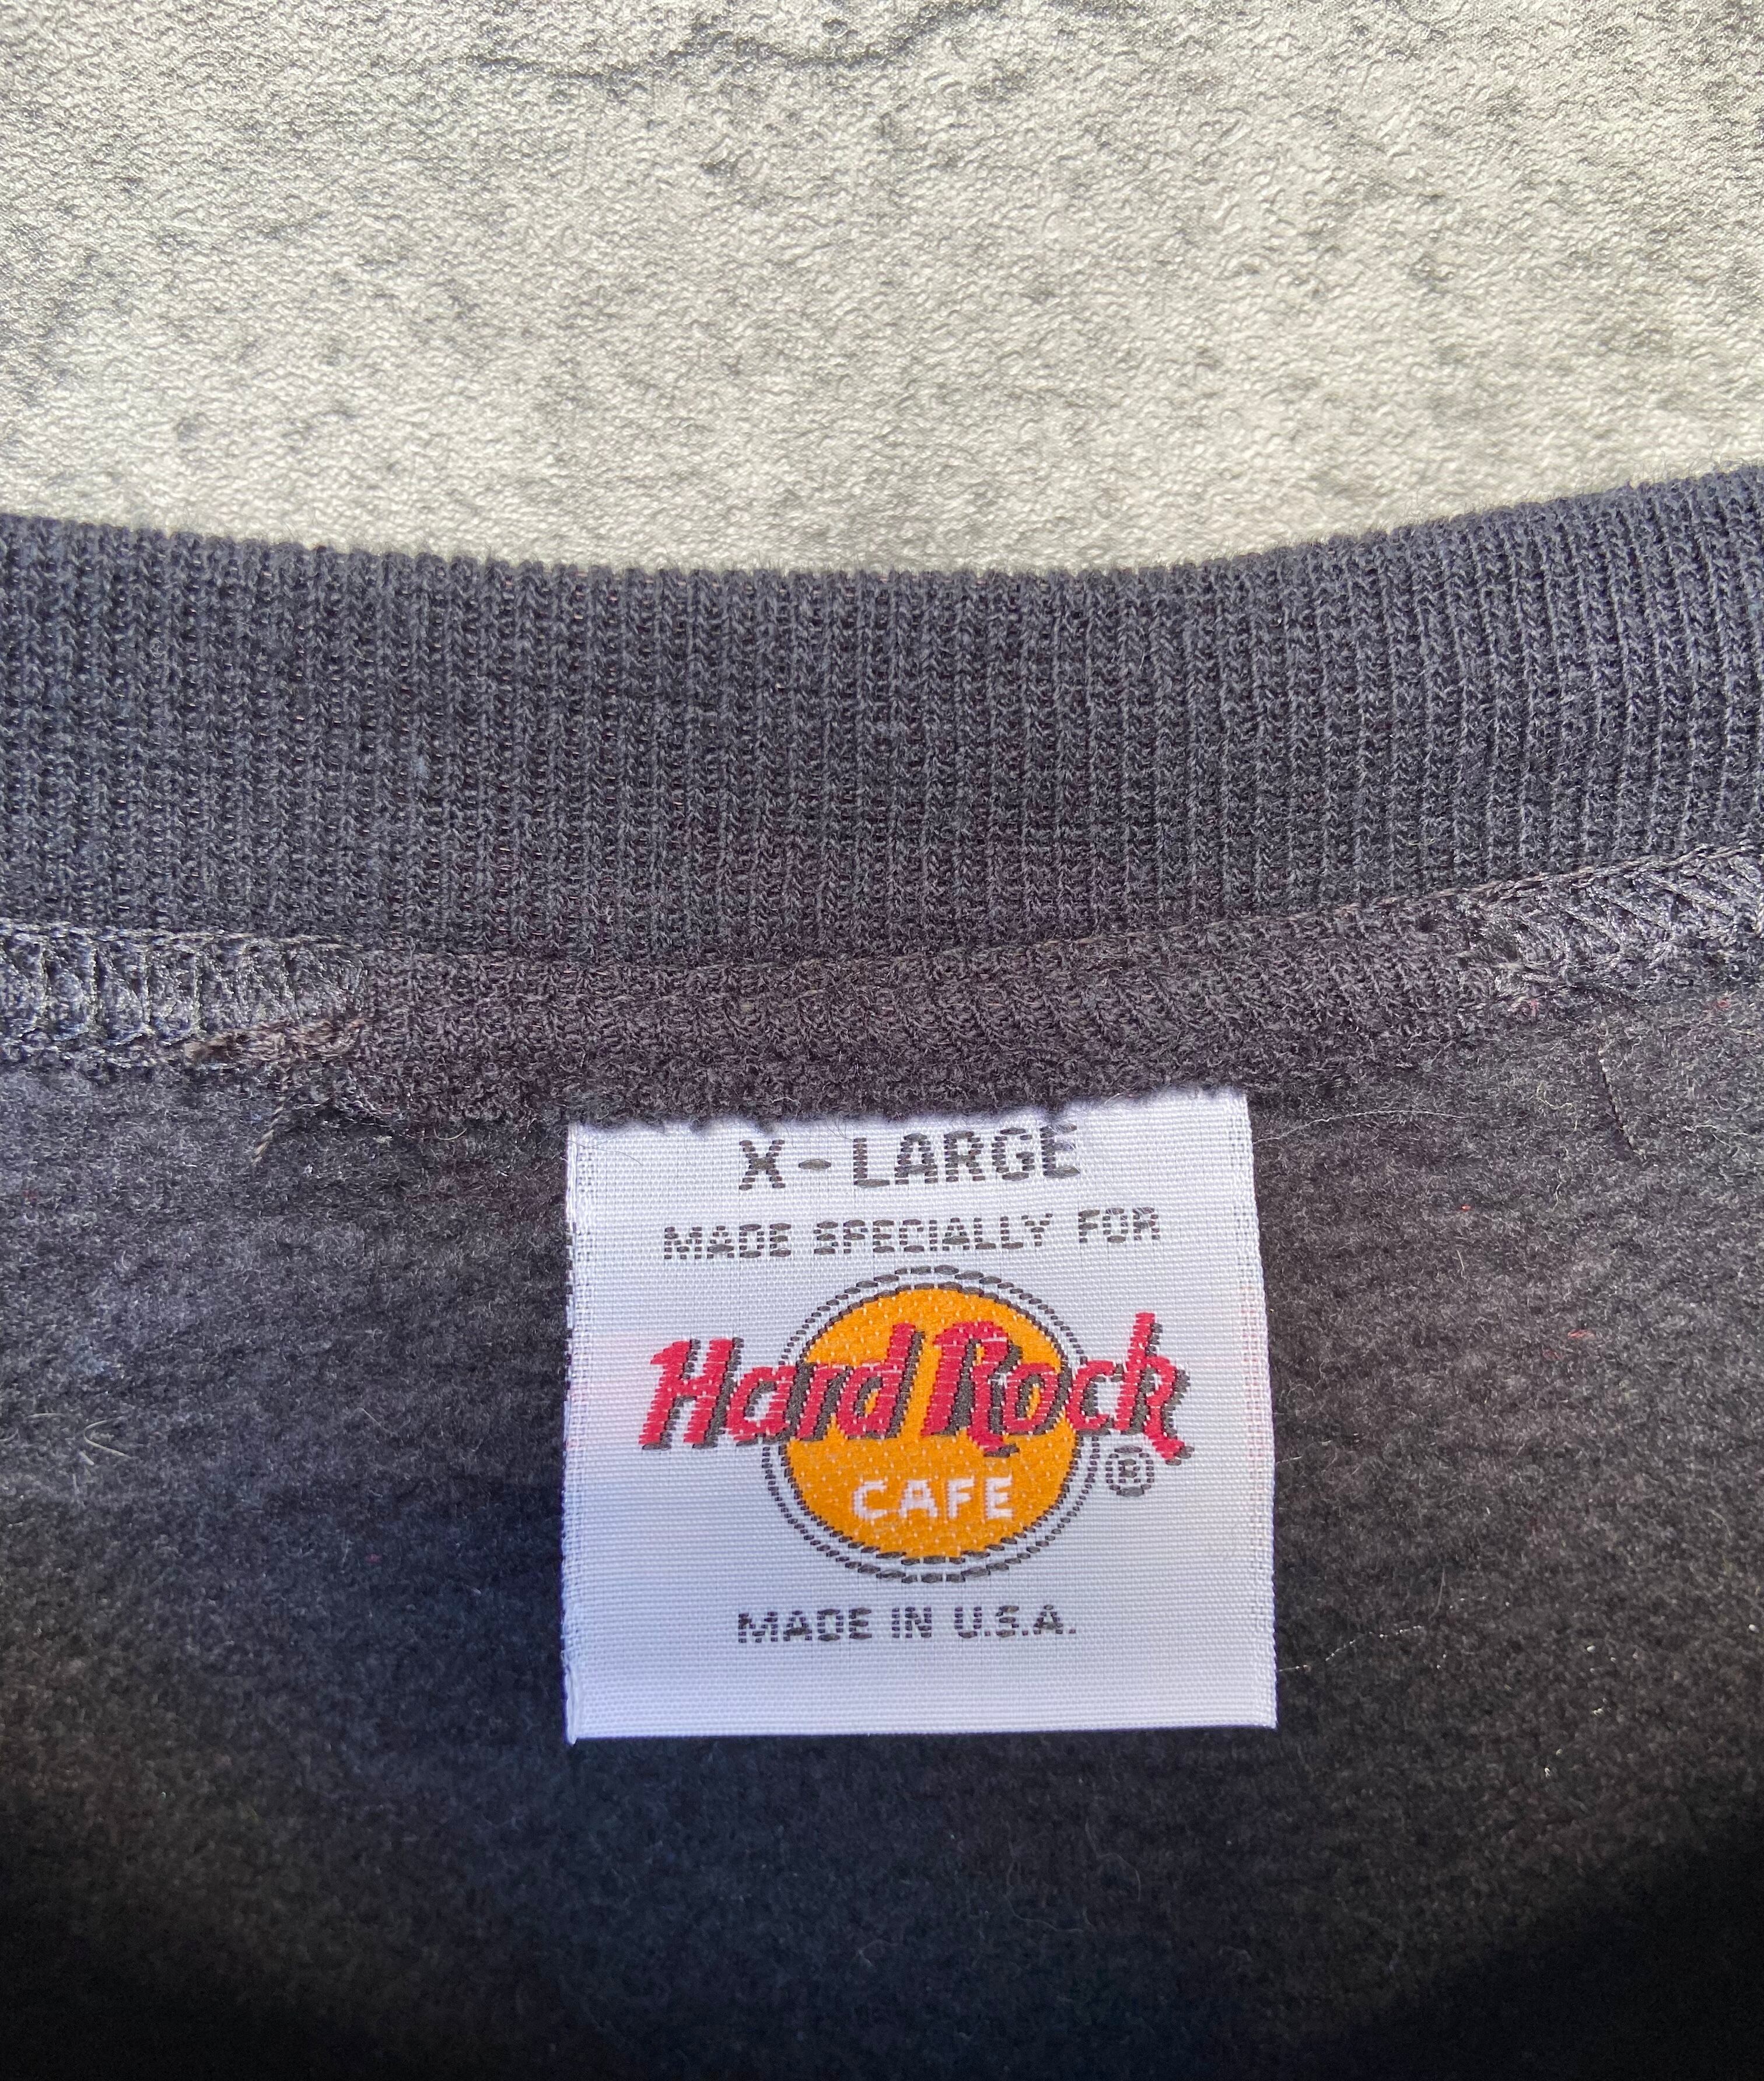 X-LARGE
MADE SPECIALLY FOR
Hard Rock
®
CAFE
MADE IN U.S.A.